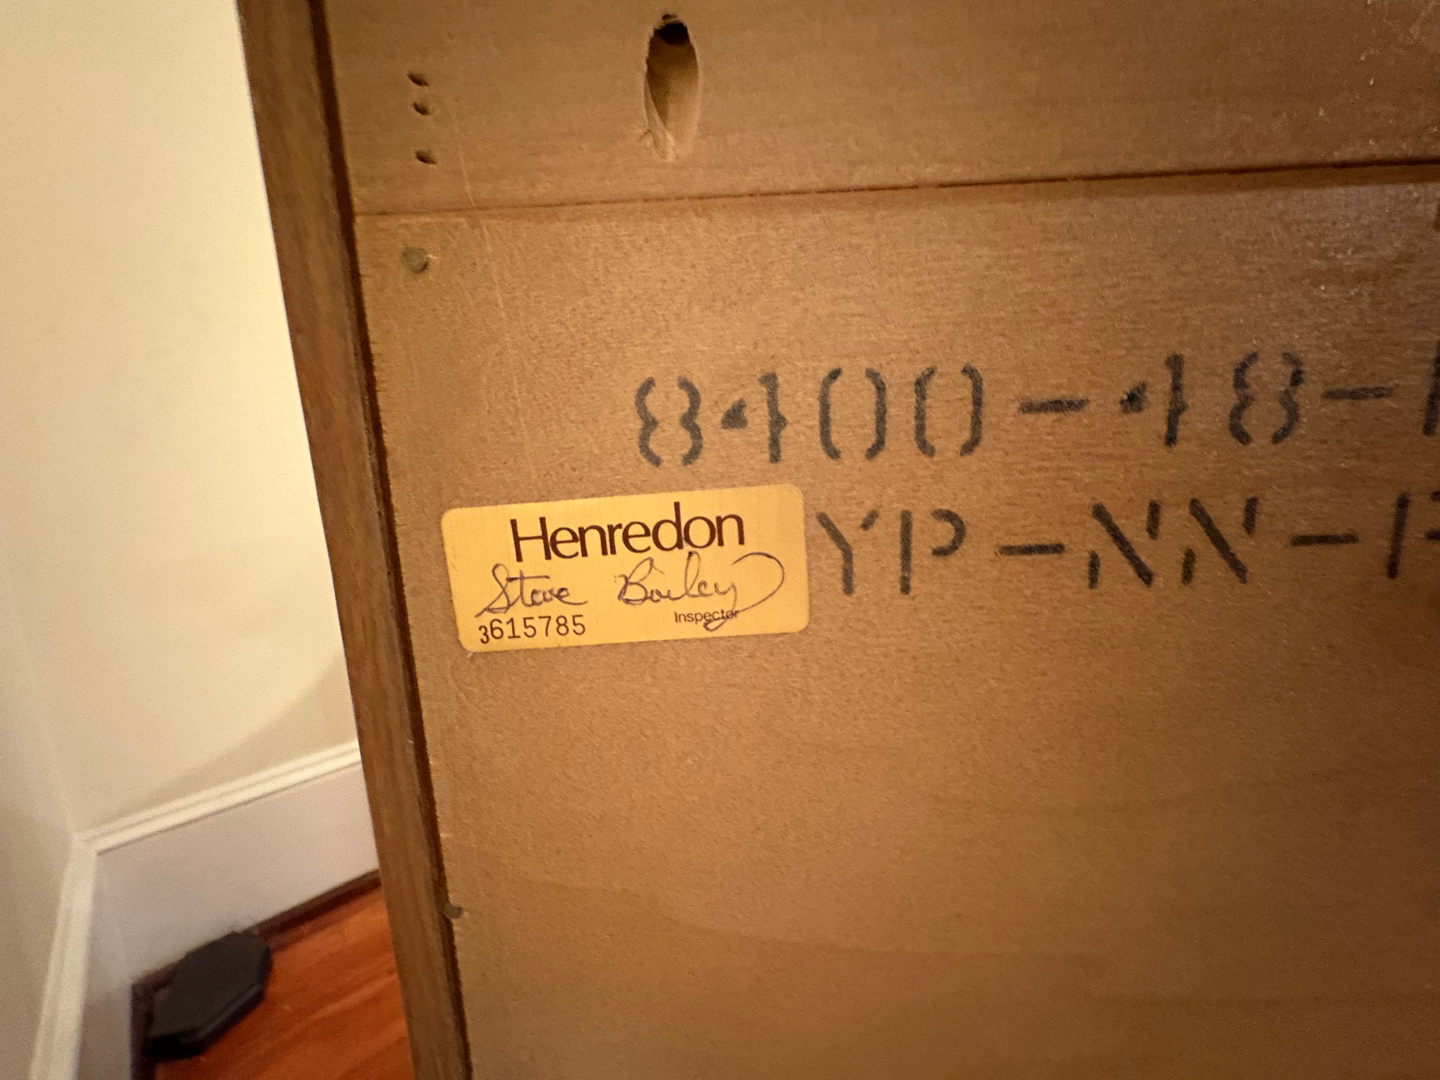 8400-48-
Henredon
YP-NN-
Steve Bailey
Inspector
3615785